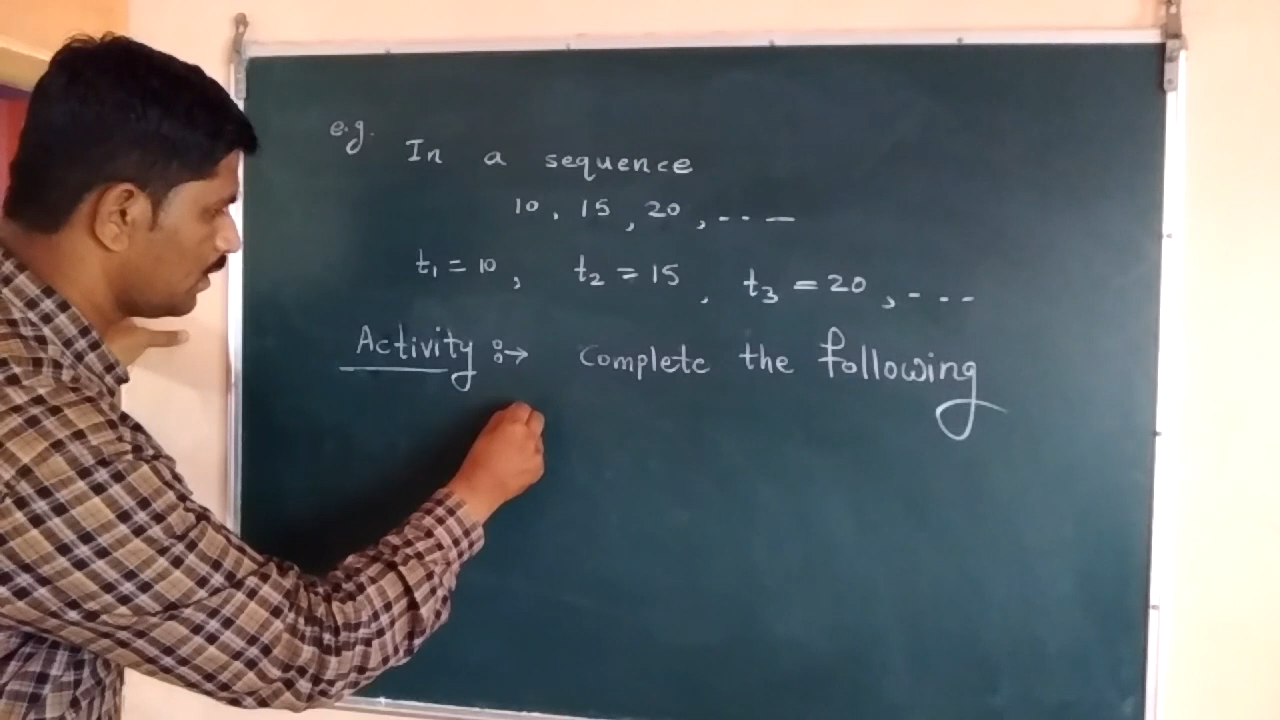 e.g. In a sequence
10, 15, 20, - - -
t₁ = 10, t₂ = 15, t₃ = 20, - - -
Activity :→ Complete the following